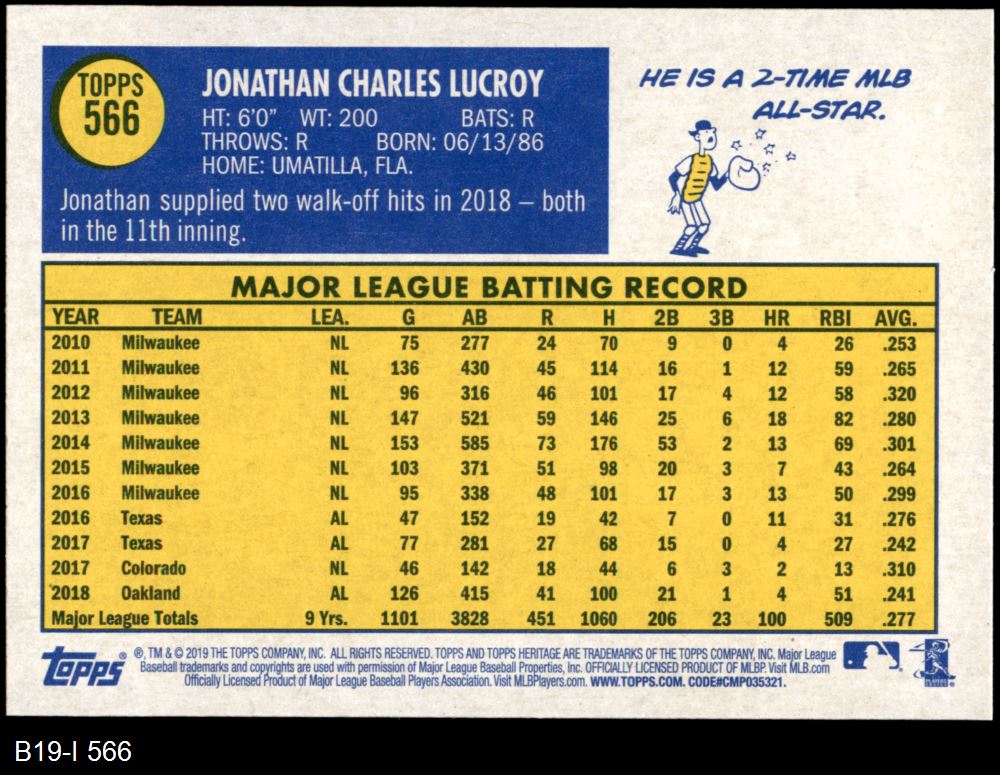 TOPPS
566
JONATHAN CHARLES LUCROY
HT: 6'0" WT: 200 BATS: R
THROWS: R BORN: 06/13/86
HOME: UMATILLA, FLA.
Jonathan supplied two walk-off hits in 2018 – both
in the 11th inning.
HE IS A 2-TIME MLB
ALL-STAR.
MAJOR LEAGUE BATTING RECORD
YEAR TEAM LEA. G AB R H 2B 3B HR RBI AVG.
2010 Milwaukee NL 75 277 24 70 9 0 4 26 .253
2011 Milwaukee NL 136 430 45 114 16 1 12 59 .265
2012 Milwaukee NL 96 316 46 101 17 4 12 58 .320
2013 Milwaukee NL 147 521 59 146 25 6 18 82 .280
2014 Milwaukee NL 153 585 73 176 53 2 13 69 .301
2015 Milwaukee NL 103 371 51 98 20 3 7 43 .264
2016 Milwaukee NL 95 338 48 101 17 3 13 50 .299
2016 Texas AL 47 152 19 42 7 0 11 31 .276
2017 Texas AL 77 281 27 68 15 0 4 27 .242
2017 Colorado NL 46 142 18 44 6 3 2 13 .310
2018 Oakland AL 126 415 41 100 21 1 4 51 .241
Major League Totals 9 Yrs. 1101 3828 451 1060 206 23 100 509 .277
topps ®
®, TM & © 2019 THE TOPPS COMPANY, INC. ALL RIGHTS RESERVED. TOPPS AND TOPPS HERITAGE ARE TRADEMARKS OF THE TOPPS COMPANY, INC. Major League
Baseball trademarks and copyrights are used with permission of Major League Baseball Properties, Inc. OFFICIALLY LICENSED PRODUCT OF MLBP. Visit MLB.com
Officially Licensed Product of Major League Baseball Players Association. Visit MLBPlayers.com. WWW.TOPPS.COM. CODE#CMP035321.
B19-I 566